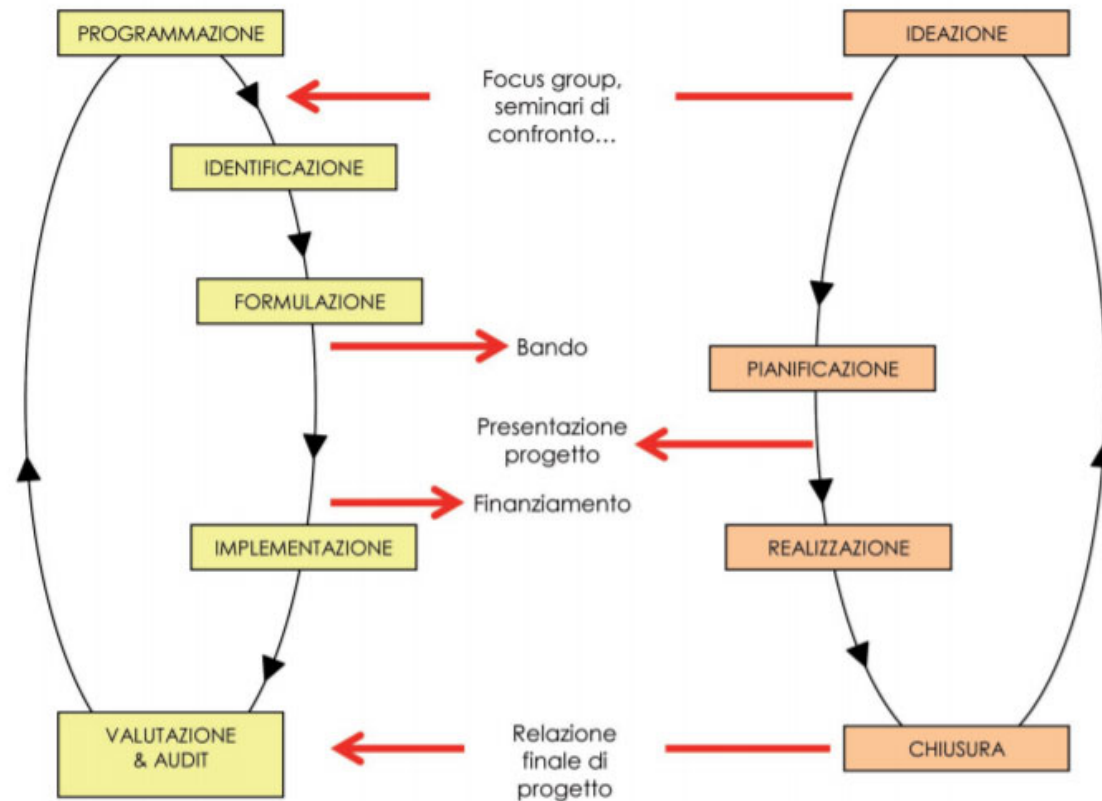 PROGRAMMAZIONE
IDEAZIONE
Focus group,
seminari di
confronto...
IDENTIFICAZIONE
FORMULAZIONE
Bando
PIANIFICAZIONE
Presentazione
progetto
Finanziamento
IMPLEMENTAZIONE
REALIZZAZIONE
VALUTAZIONE
& AUDIT
Relazione
finale di
progetto
CHIUSURA